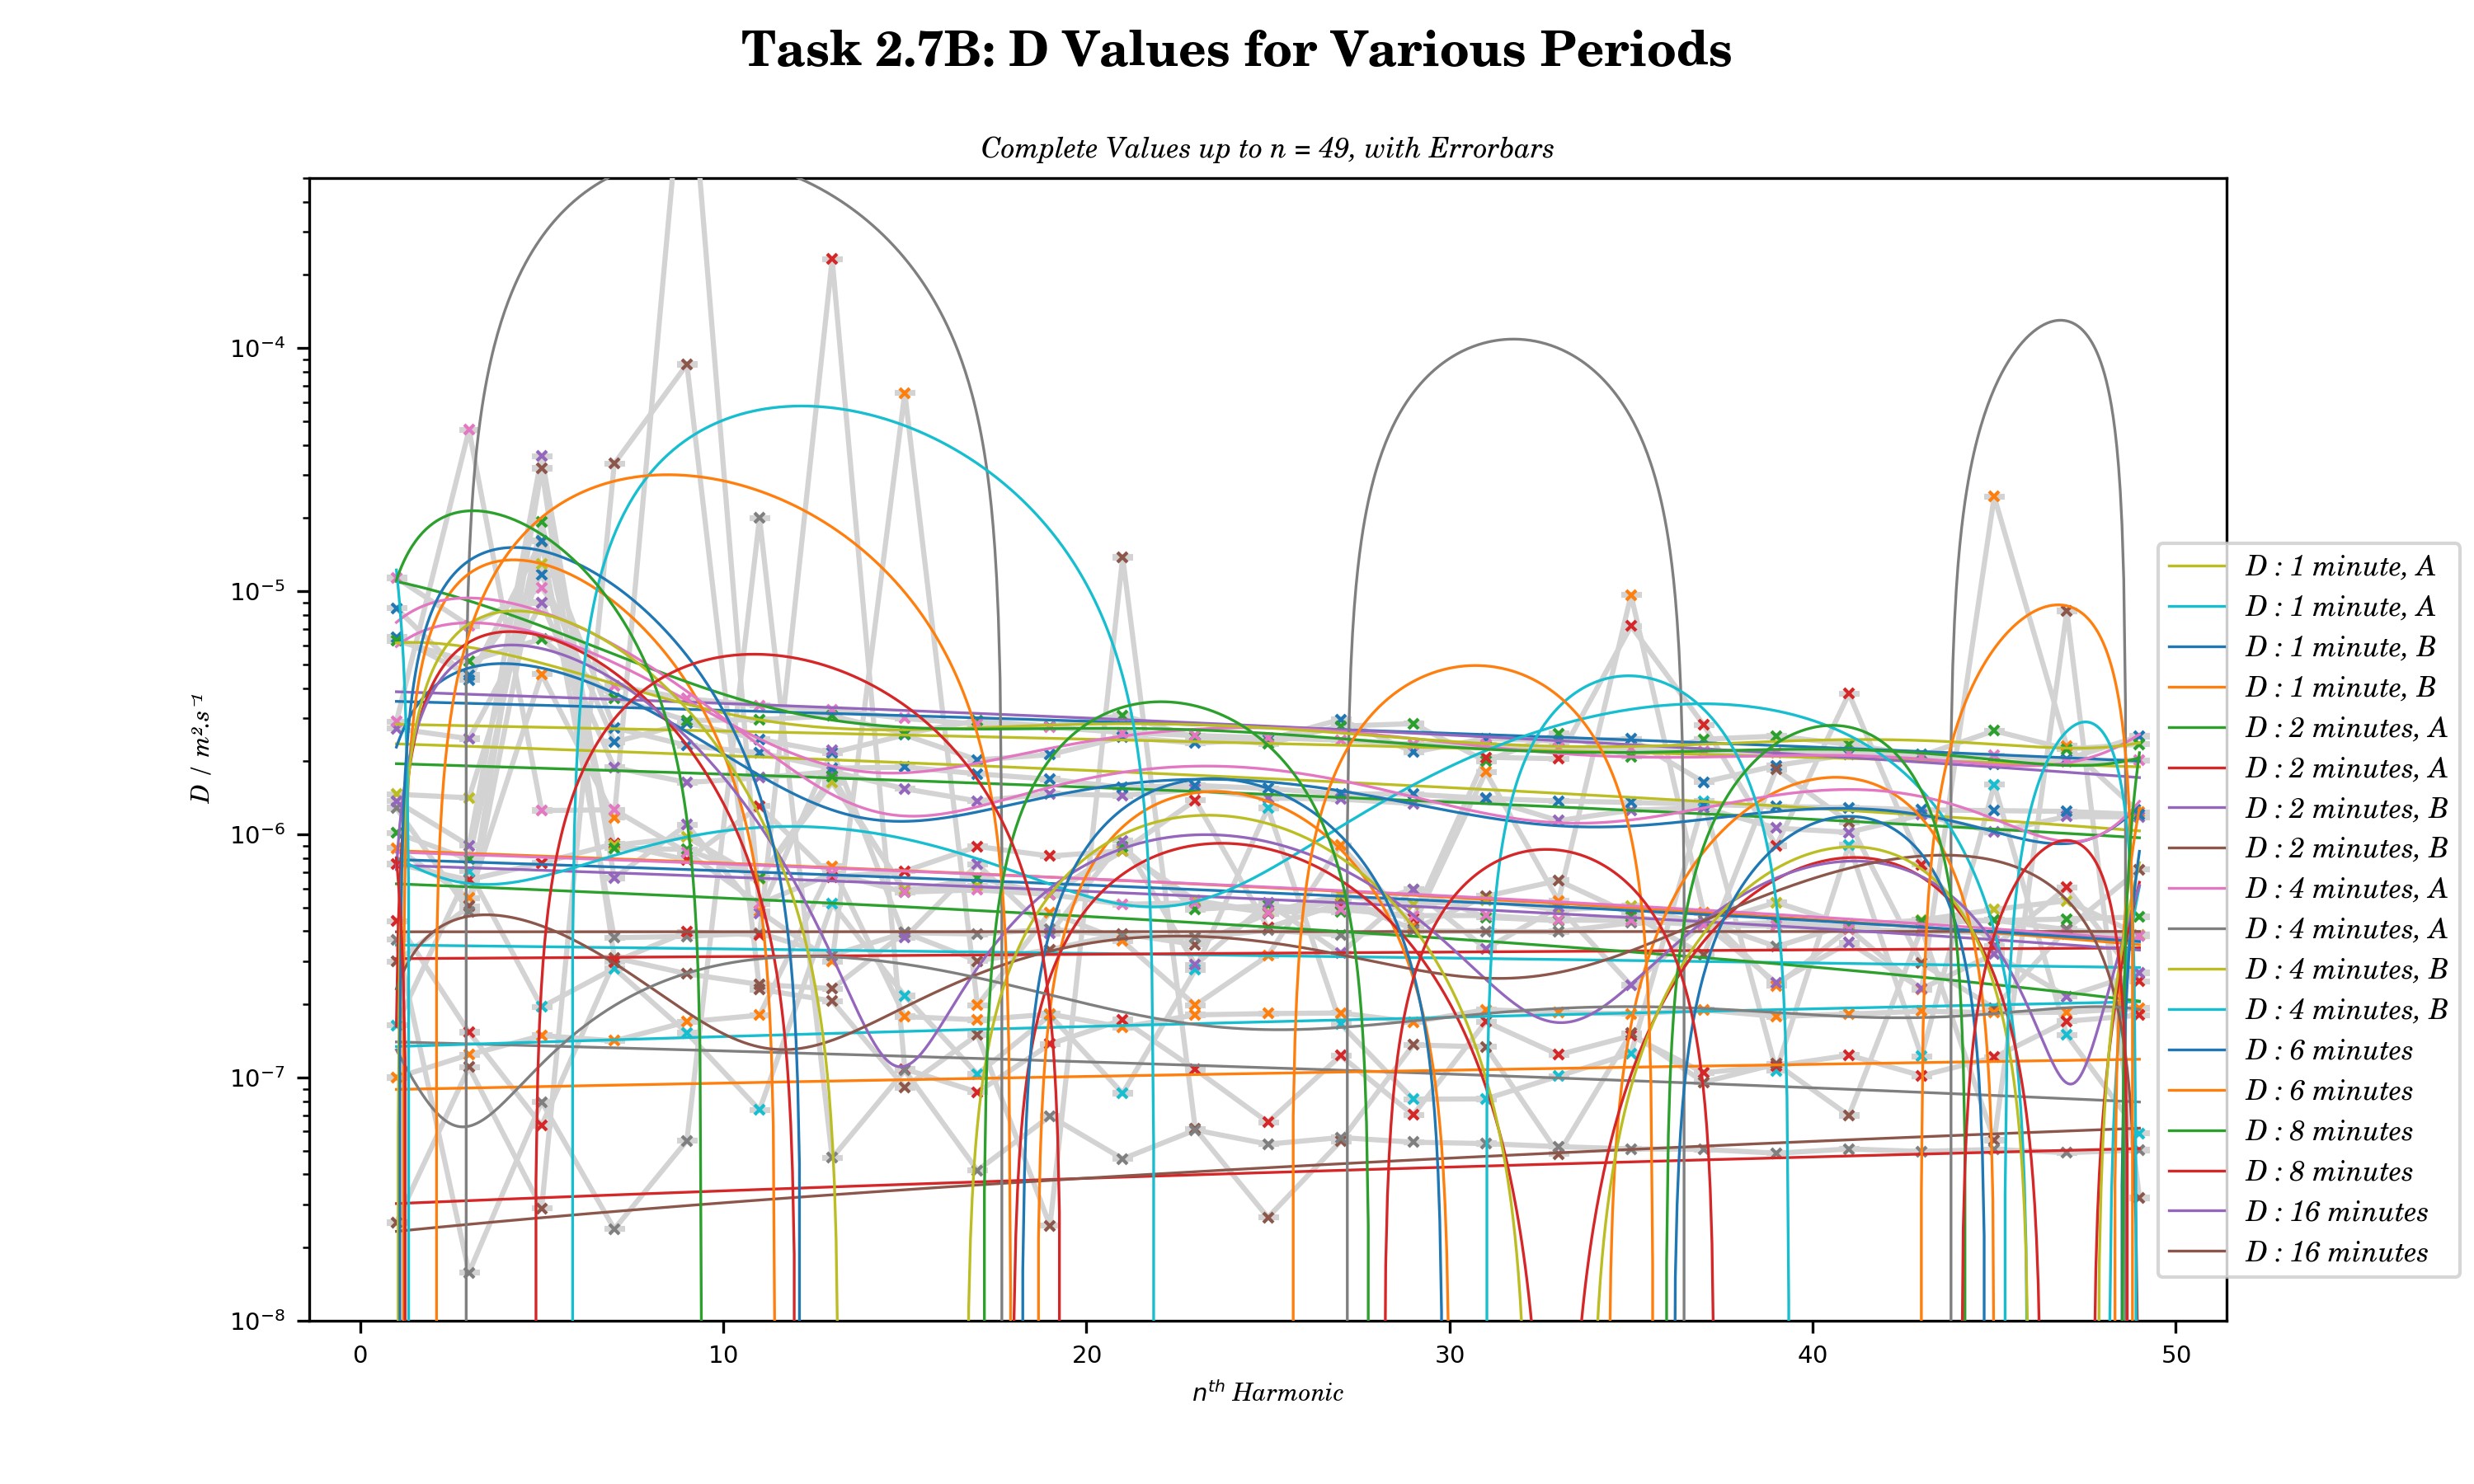 Task 2.7B: D Values for Various Periods
Complete Values up to n = 49, with Errorbars
D / m².s⁻¹
10⁻⁴
10⁻⁵
10⁻⁶
10⁻⁷
10⁻⁸
0 10 20 30 40 50
nᵗʰ Harmonic
D : 1 minute, A
D : 1 minute, A
D : 1 minute, B
D : 1 minute, B
D : 2 minutes, A
D : 2 minutes, A
D : 2 minutes, B
D : 2 minutes, B
D : 4 minutes, A
D : 4 minutes, A
D : 4 minutes, B
D : 4 minutes, B
D : 6 minutes
D : 6 minutes
D : 8 minutes
D : 8 minutes
D : 16 minutes
D : 16 minutes